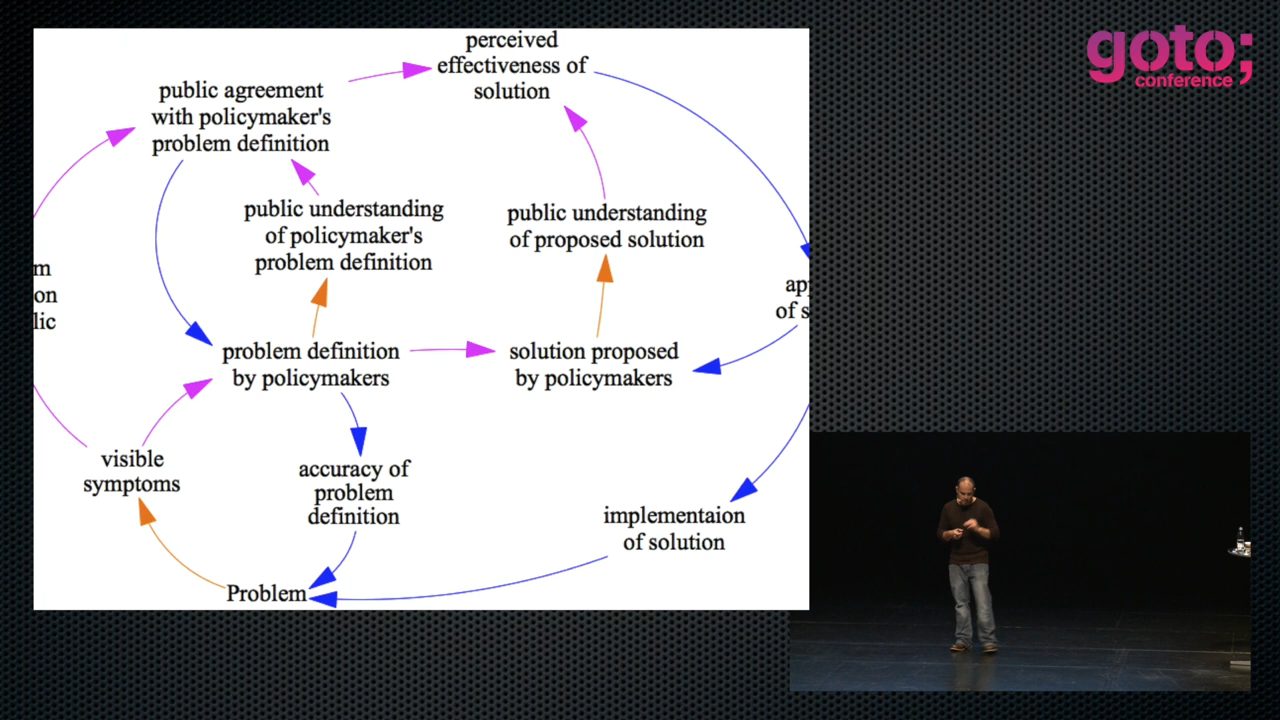 goto;
conference
perceived
effectiveness of
solution
public agreement
with policymaker's
problem definition
public understanding
of policymaker's
problem definition
public understanding
of proposed solution
m
on
lic
app
of s
problem definition
by policymakers
solution proposed
by policymakers
visible
symptoms
accuracy of
problem
definition
implementaion
of solution
Problem